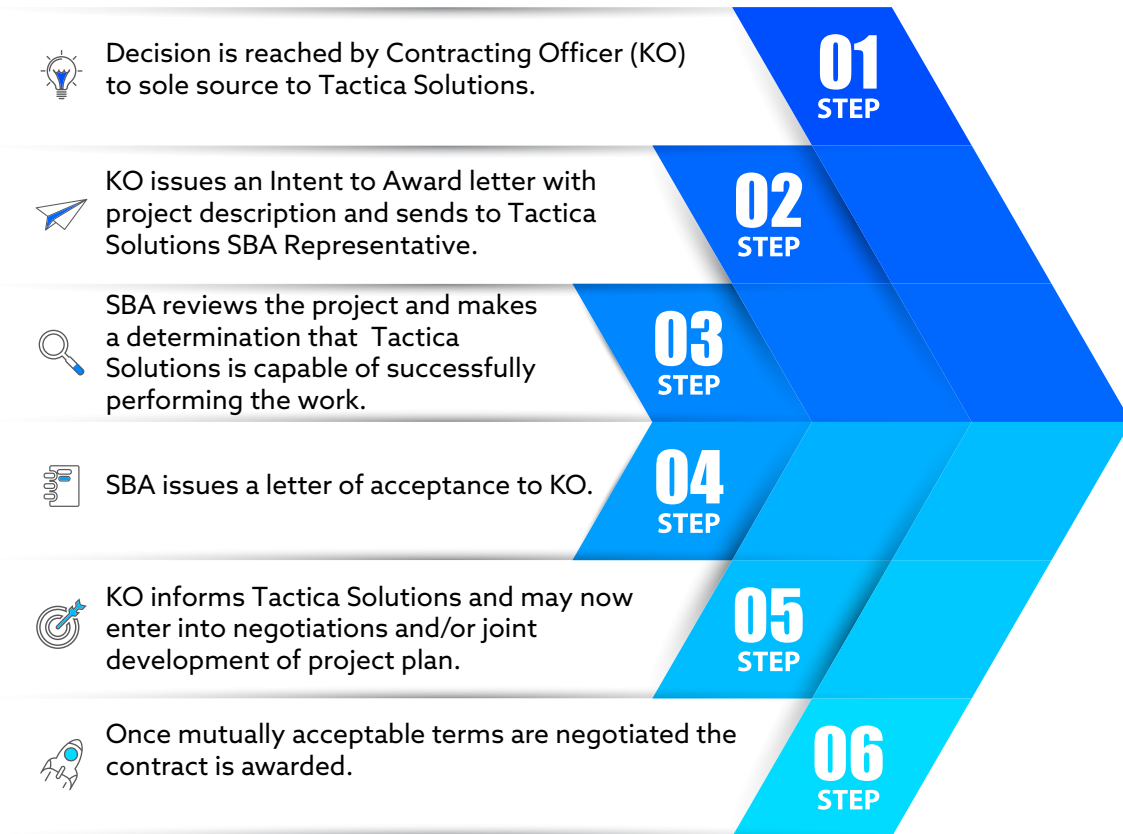 Decision is reached by Contracting Officer (KO)
to sole source to Tactica Solutions.
01
STEP
KO issues an Intent to Award letter with
project description and sends to Tactica
Solutions SBA Representative.
02
STEP
SBA reviews the project and makes
a determination that  Tactica
Solutions is capable of successfully
performing the work.
03
STEP
SBA issues a letter of acceptance to KO.
04
STEP
KO informs Tactica Solutions and may now
enter into negotiations and/or joint
development of project plan.
05
STEP
Once mutually acceptable terms are negotiated the
contract is awarded.
06
STEP